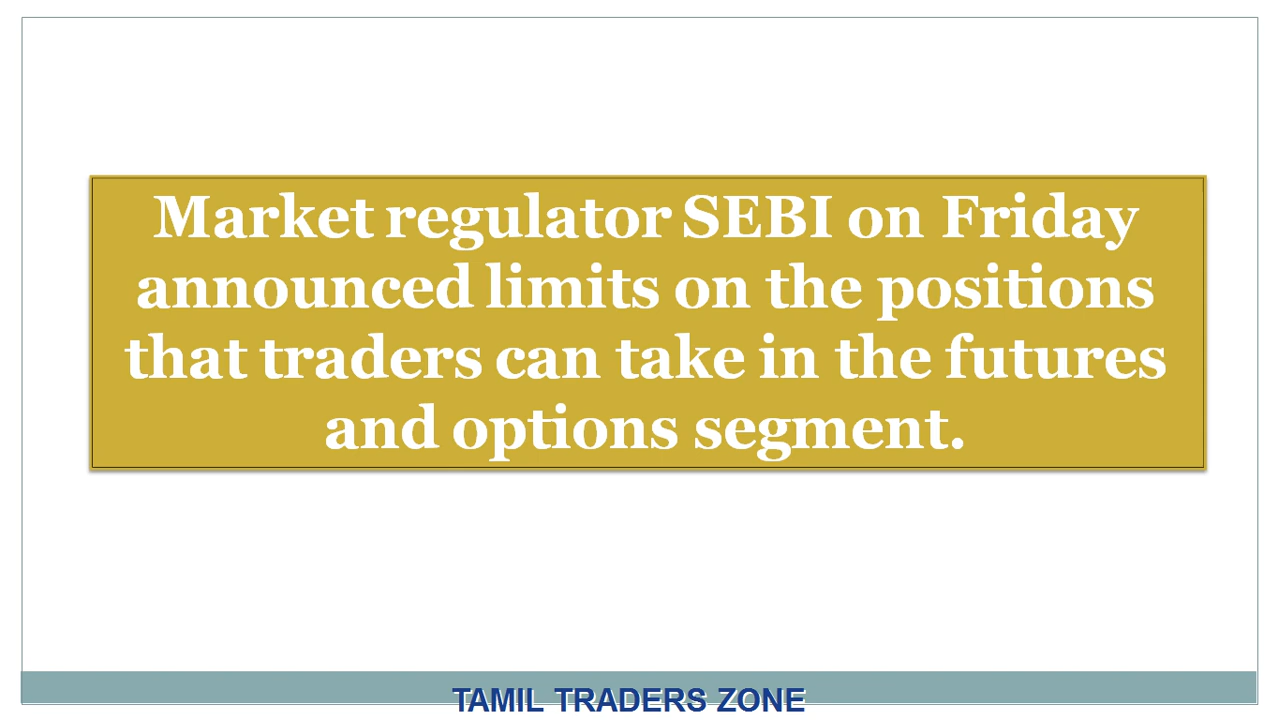 Market regulator SEBI on Friday
announced limits on the positions
that traders can take in the futures
and options segment.
TAMIL TRADERS ZONE